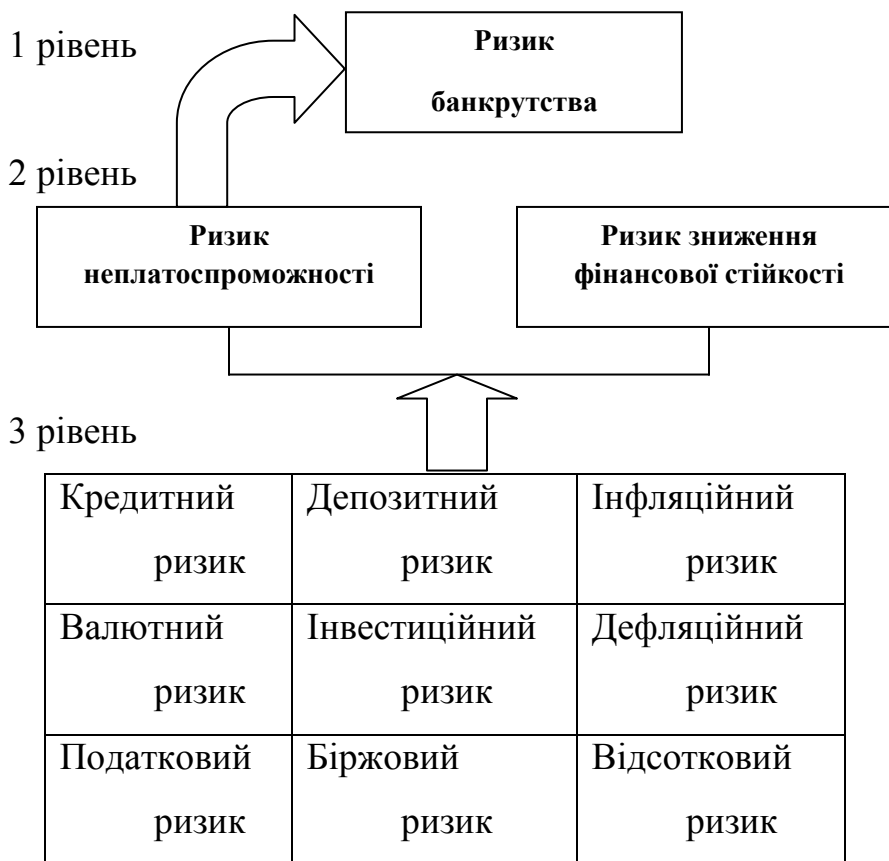 1 рівень
Ризик
банкрутства
2 рівень
Ризик
неплатоспроможності
Ризик зниження
фінансової стійкості
3 рівень
Кредитний
ризик
Депозитний
ризик
Інфляційний
ризик
Валютний
ризик
Інвестиційний
ризик
Дефляційний
ризик
Податковий
ризик
Біржовий
ризик
Відсотковий
ризик